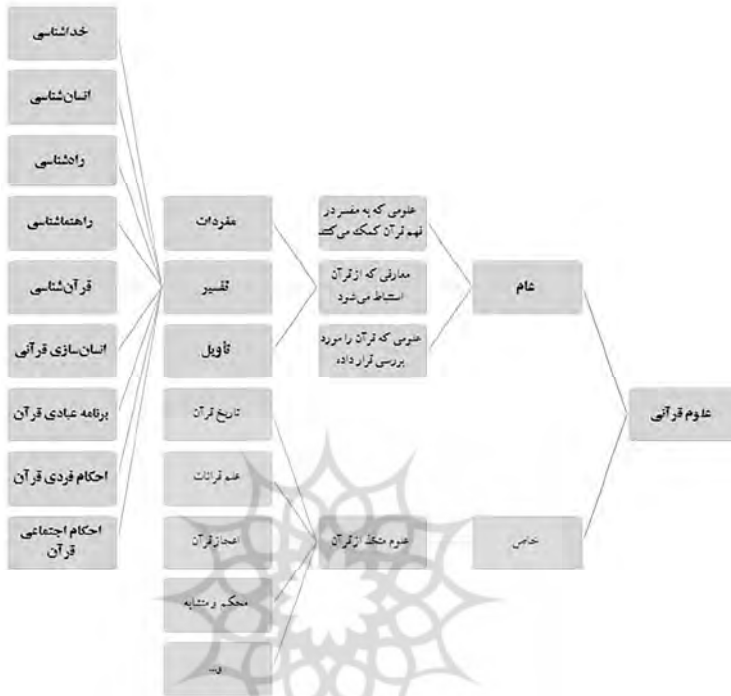 علوم قرآنی
عام
خاص
علومی که به مفسر در
فهم قرآن کمک می‌کنند
معارفی که از قرآن
استنباط می‌شود
علومی که قرآن را مورد
بررسی قرار داده
علوم متخذ از قرآن
مفردات
تفسیر
تأویل
تاریخ قرآن
علم قرائات
اعجاز قرآن
محکم و متشابه
و...
خداشناسی
انسان‌شناسی
راه‌شناسی
راهنماشناسی
قرآن‌شناسی
انسان‌سازی قرآنی
برنامه عبادی قرآن
احکام فردی قرآن
احکام اجتماعی
قرآن